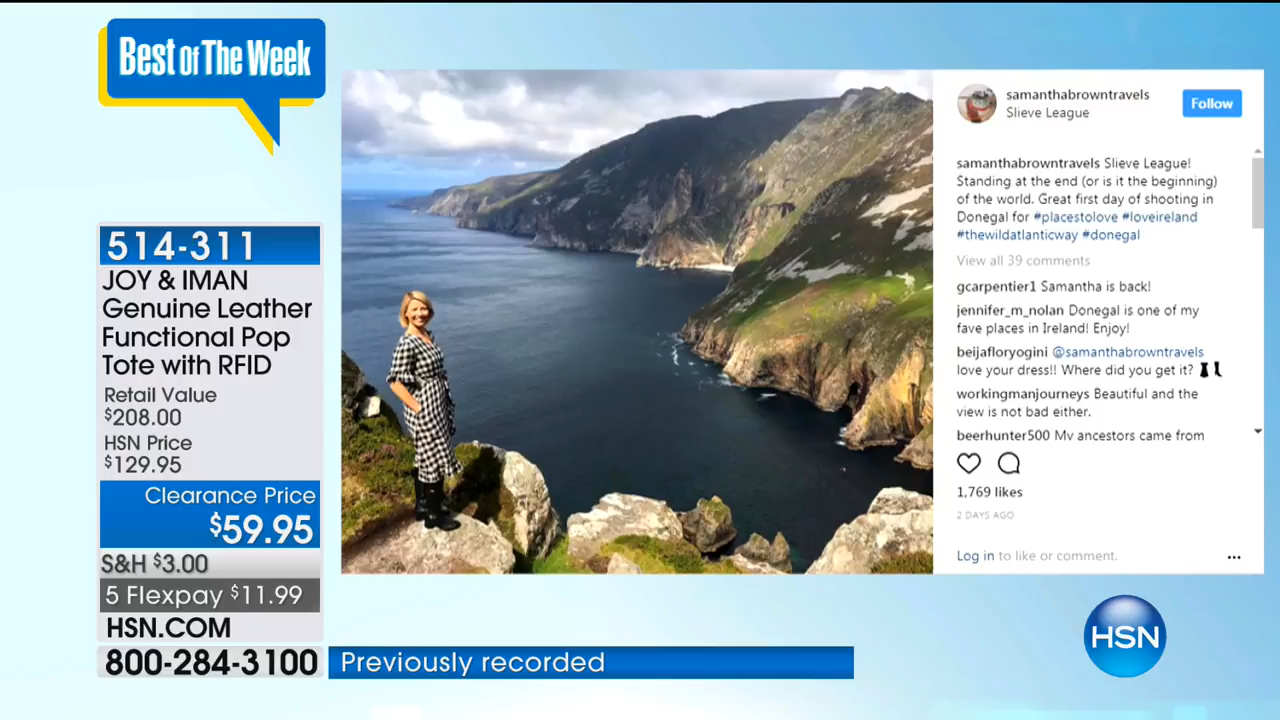 BEST OF THE WEEK
514-311
JOY & IMAN
Genuine Leather
Functional Pop
Tote with RFID
Retail Value
$208.00
HSN Price
$129.95
Clearance Price
$59.95
S&H $3.00
5 Flexpay $11.99
HSN.COM
800-284-3100
Previously recorded
samanthabrowntravels
Slieve League
Follow
samanthabrowntravels Slieve League!
Standing at the end (or is it the beginning)
of the world. Great first day of shooting in
Donegal for #placestolove #loveireland
#thewildatlanticway #donegal
View all 39 comments
gcarpentier1 Samantha is back!
jennifer_m_nolan Donegal is one of my
fave places in Ireland! Enjoy!
beijafloryogini @samanthabrowntravels
love your dress!! Where did you get it?
workingmanjourneys Beautiful and the
view is not bad either.
beerhunter500 My ancestors came from
1,769 likes
2 DAYS AGO
Log in to like or comment.
HSN